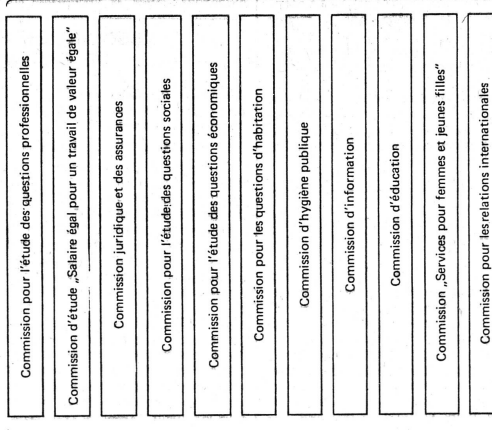 Commission pour l'étude des questions professionnelles
Commission d'étude „Salaire égal pour un travail de valeur égale"
Commission juridique et des assurances
Commission pour l'étude des questions sociales
Commission pour l'étude des questions économiques
Commission pour les questions d'habitation
Commission d'hygiène publique
Commission d'information
Commission d'éducation
Commission „Services pour femmes et jeunes filles"
Commission pour les relations internationales